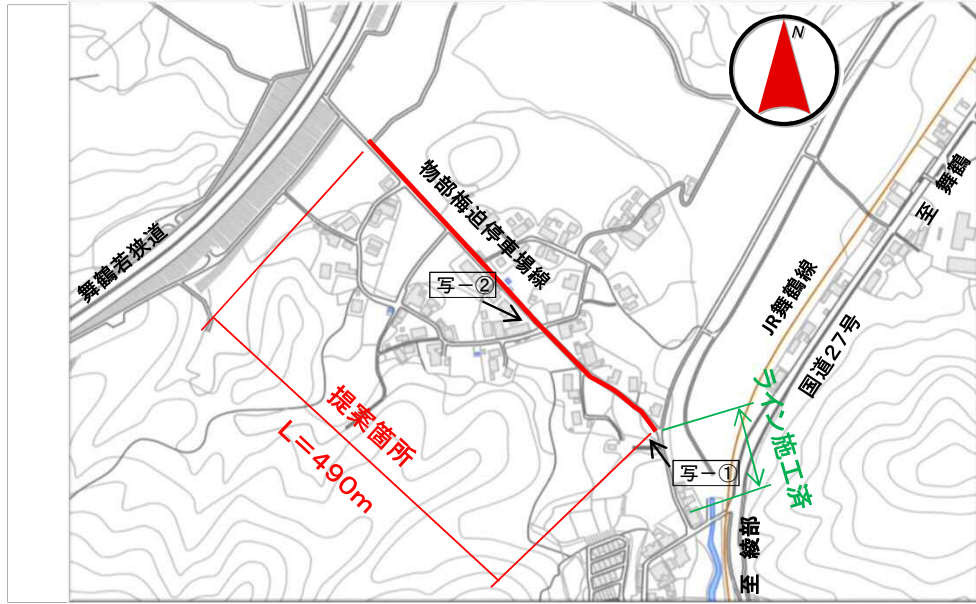 N
物部梅迫停車場線
舞鶴若狭道
至 舞鶴
写－②
JR舞鶴線
国道27号
ライン施工済
提案箇所
L=490m
写－①
至 綾部